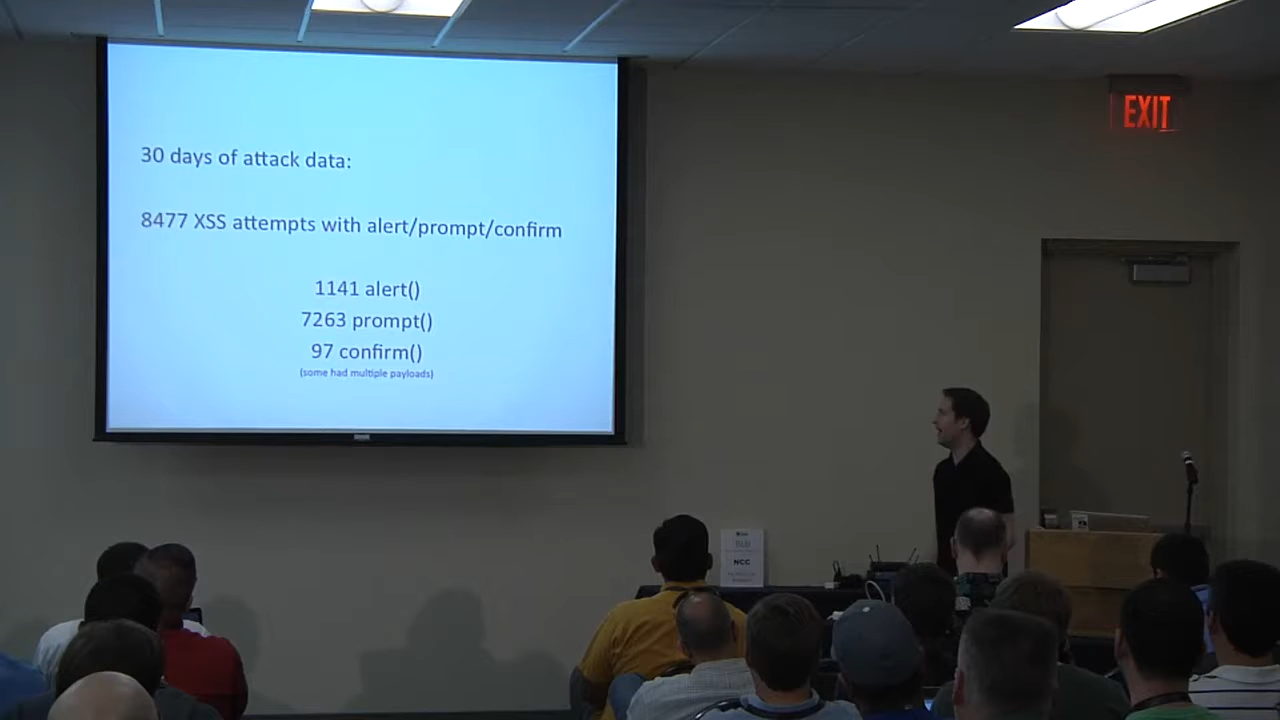 30 days of attack data:
8477 XSS attempts with alert/prompt/confirm
1141 alert()
7263 prompt()
97 confirm()
(some had multiple payloads)
EXIT
NCC